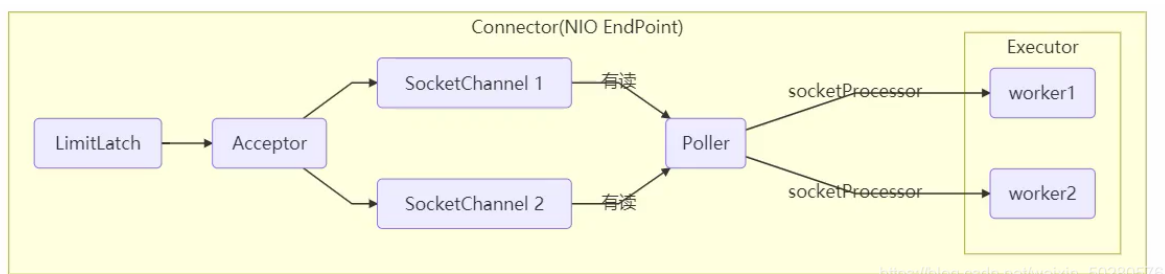 Connector(NIO EndPoint)
Executor
SocketChannel 1
有读
socketProcessor
worker1
LimitLatch
Acceptor
Poller
SocketChannel 2
有读
socketProcessor
worker2